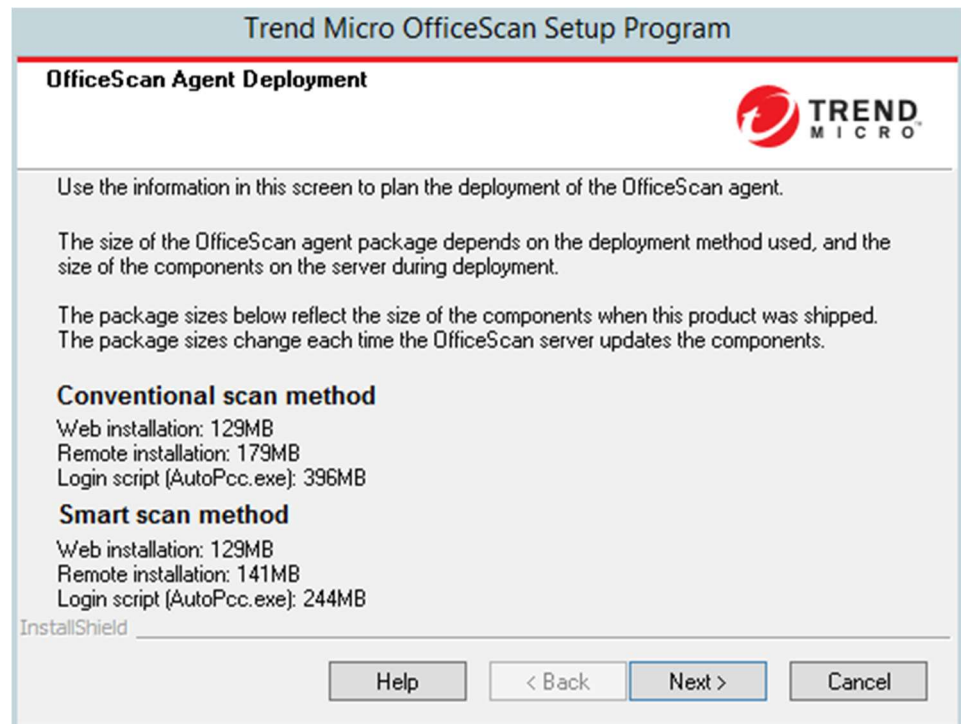 Trend Micro OfficeScan Setup Program
OfficeScan Agent Deployment
TREND
MICRO
Use the information in this screen to plan the deployment of the OfficeScan agent.
The size of the OfficeScan agent package depends on the deployment method used, and the
size of the components on the server during deployment.
The package sizes below reflect the size of the components when this product was shipped.
The package sizes change each time the OfficeScan server updates the components.
Conventional scan method
Web installation: 129MB
Remote installation: 179MB
Login script (AutoPcc.exe): 396MB
Smart scan method
Web installation: 129MB
Remote installation: 141MB
Login script (AutoPcc.exe): 244MB
InstallShield
Help < Back Next > Cancel